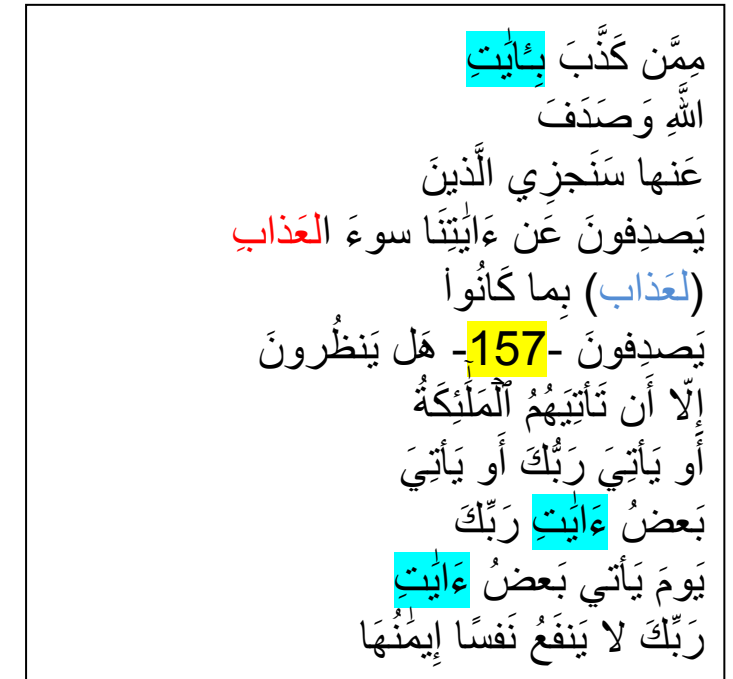 مِمَّن كَذَّبَ بِـَٔايَٰتِ
اللَّهِ وَصَدَفَ
عَنها سَنَجزِي الَّذينَ
يَصدِفونَ عَن ءَايَٰتِنَا سوءَ العَذابِ
(لعَذاب) بِما كَانُوا۟
يَصدِفونَ -157- هَل يَنظُرونَ
إِلّا أَن تَأتِيَهُمُ ٱلۡمَلَٰٓئِكَةُ
أَو يَأتِيَ رَبُّكَ أَو يَأتِيَ
بَعضُ ءَايَٰتِ رَبِّكَ
يَومَ يَأتي بَعضُ ءَايَٰتِ
رَبِّكَ لا يَنفَعُ نَفسًا إِيمَٰنُهَا